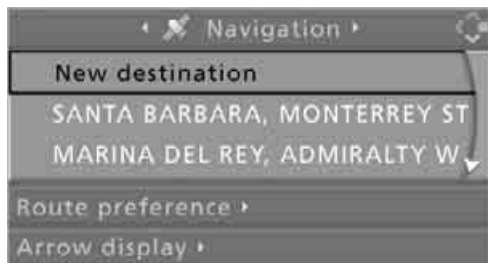 Navigation
New destination
SANTA BARBARA, MONTERREY ST
MARINA DEL REY, ADMIRALTY W
Route preference
Arrow display